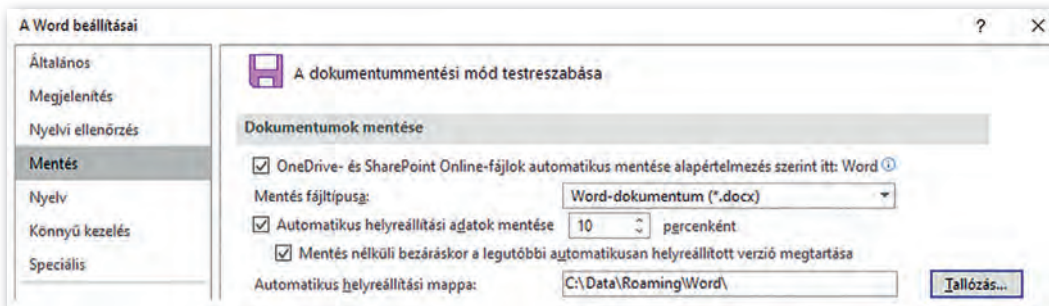 A Word beállításai ? ×
Általános
Megjelenítés
Nyelvi ellenőrzés
Mentés
Nyelv
Könnyű kezelés
Speciális
A dokumentummentési mód testreszabása
Dokumentumok mentése
OneDrive- és SharePoint Online-fájlok automatikus mentése alapértelmezés szerint itt: Word
Mentés fájltípusa: Word-dokumentum (*.docx)
Automatikus helyreállítási adatok mentése 10 percenként
Mentés nélküli bezáráskor a legutóbbi automatikusan helyreállított verzió megtartása
Automatikus helyreállítási mappa: C:\Data\Roaming\Word\ Tallózás...